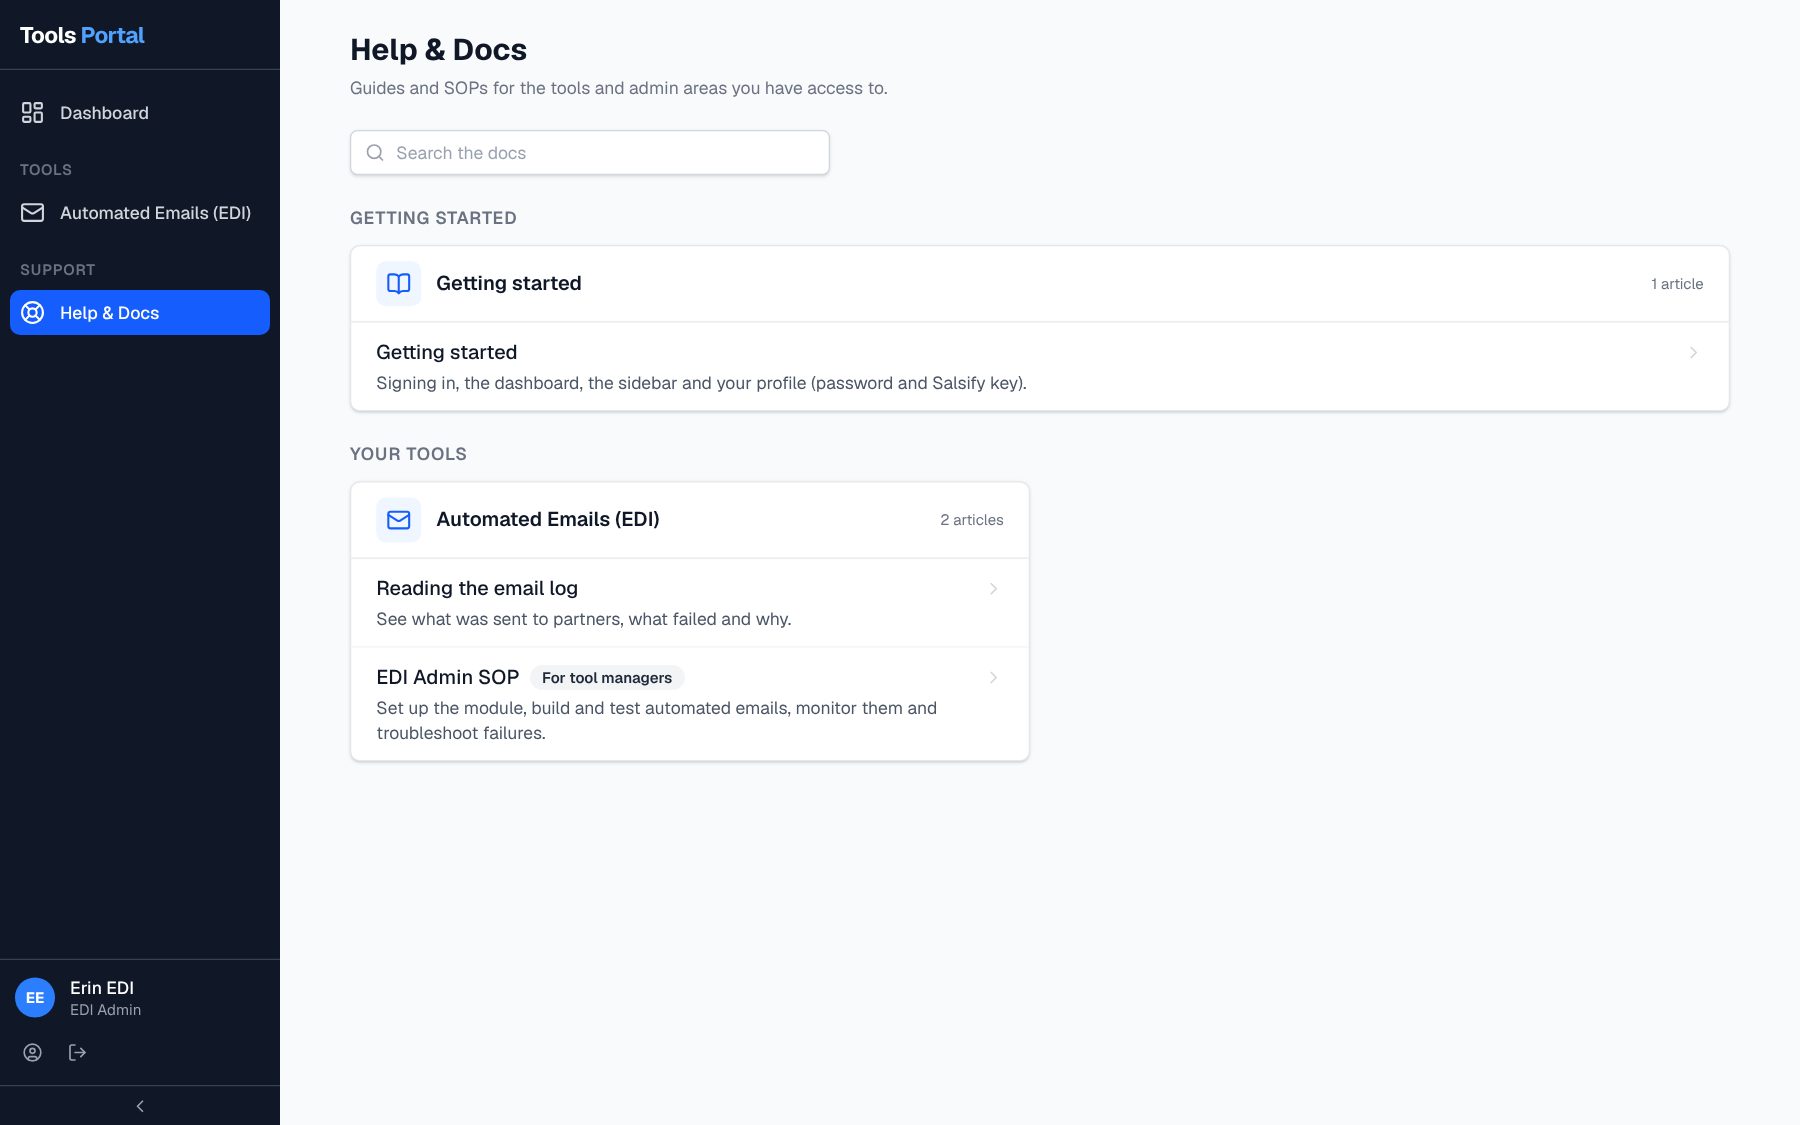 Tools Portal
Dashboard
TOOLS
Automated Emails (EDI)
SUPPORT
Help & Docs
Erin EDI
EE
EDI Admin
Help & Docs
Guides and SOPs for the tools and admin areas you have access to.
Search the docs
GETTING STARTED
Getting started
1 article
Getting started
Signing in, the dashboard, the sidebar and your profile (password and Salsify key).
YOUR TOOLS
Automated Emails (EDI)
2 articles
Reading the email log
See what was sent to partners, what failed and why.
EDI Admin SOP For tool managers
Set up the module, build and test automated emails, monitor them and
troubleshoot failures.